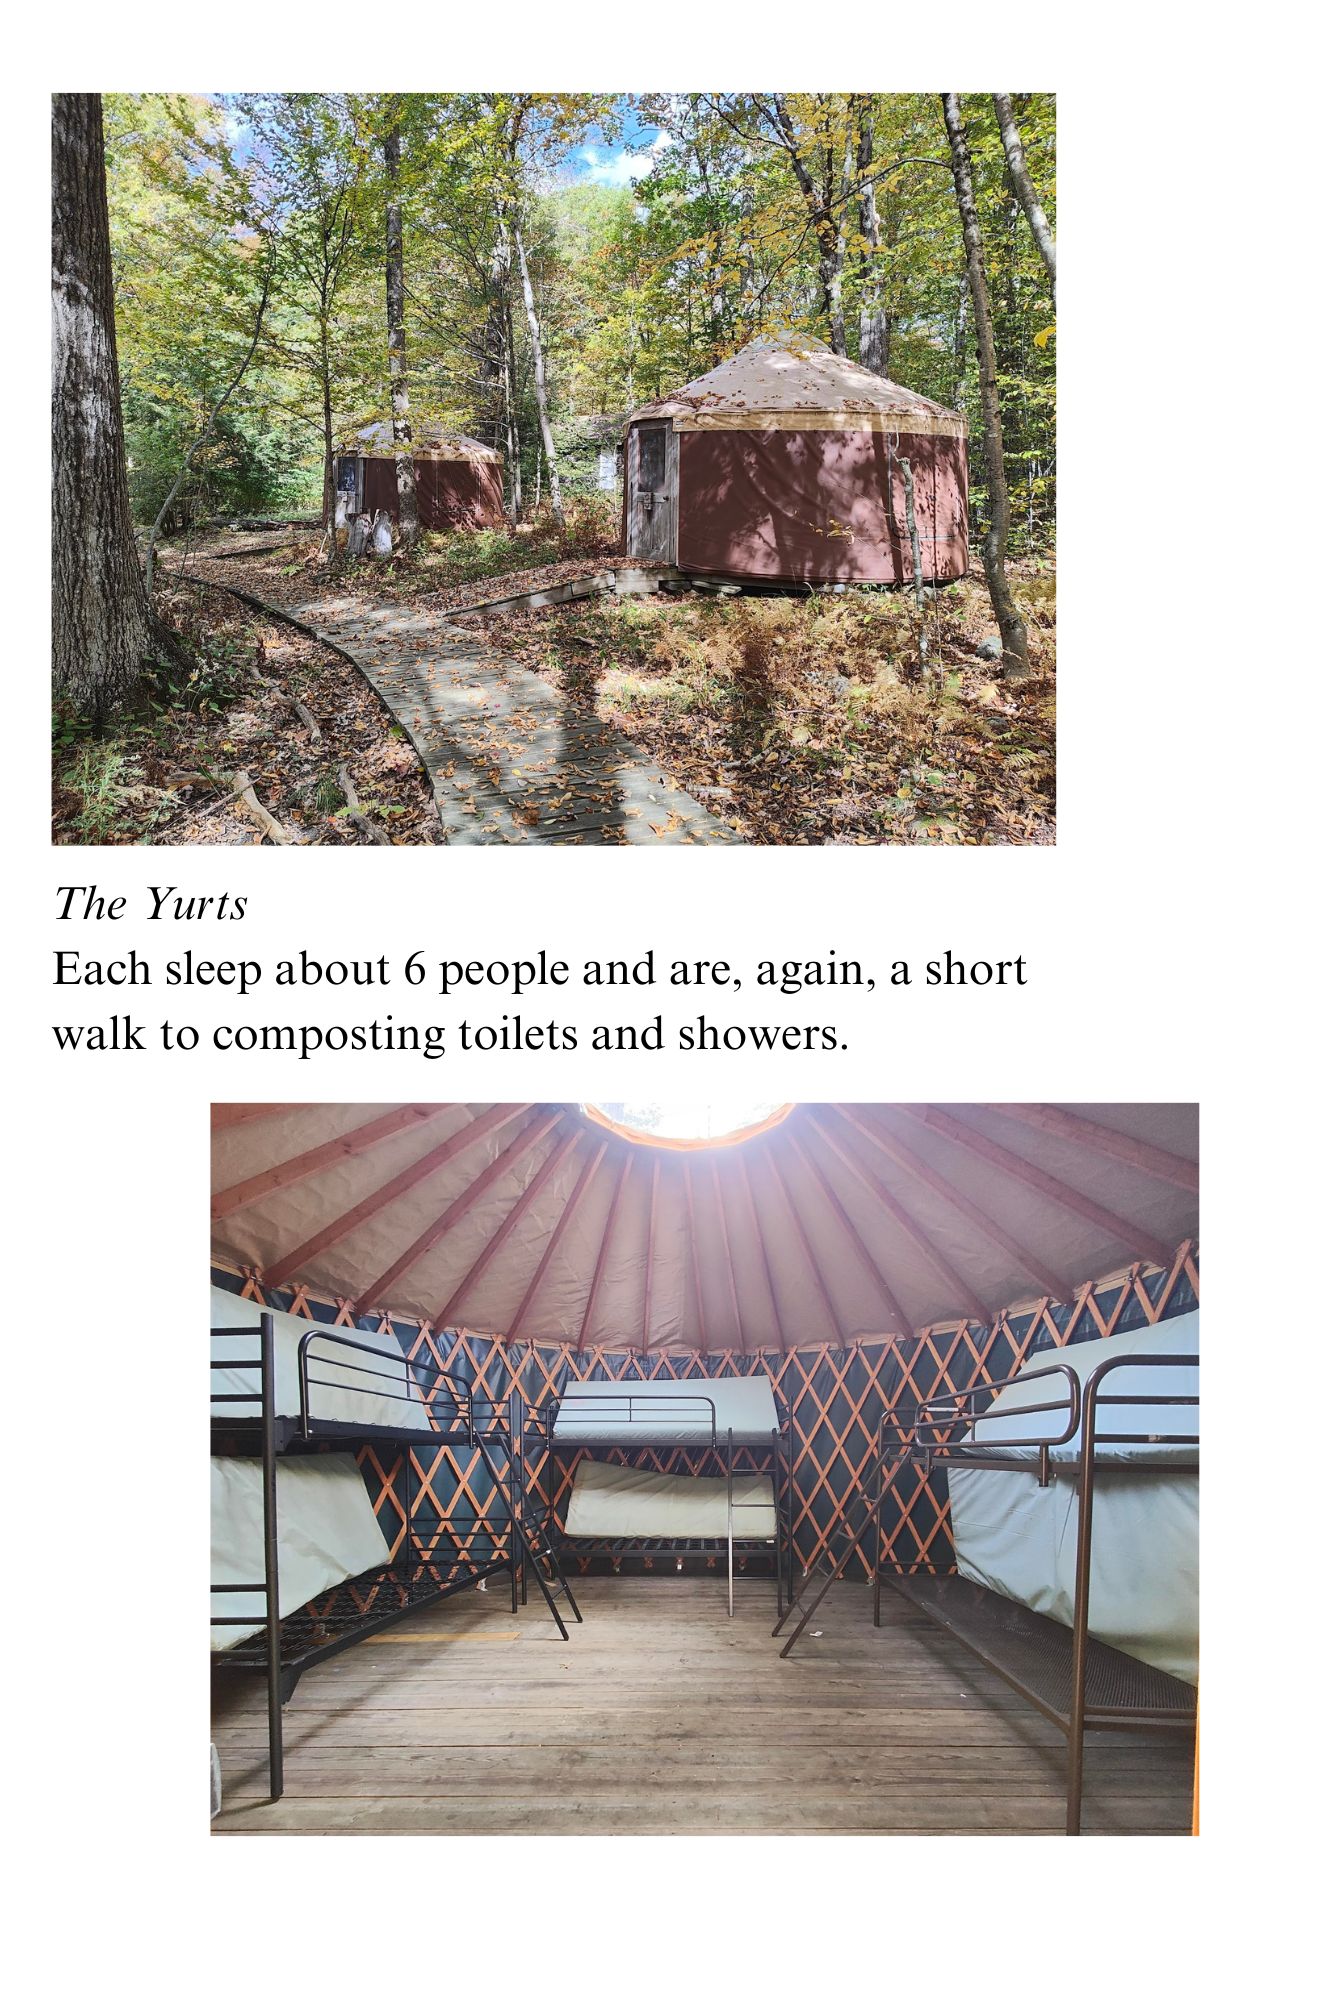 The Yurts
Each sleep about 6 people and are, again, a short
walk to composting toilets and showers.